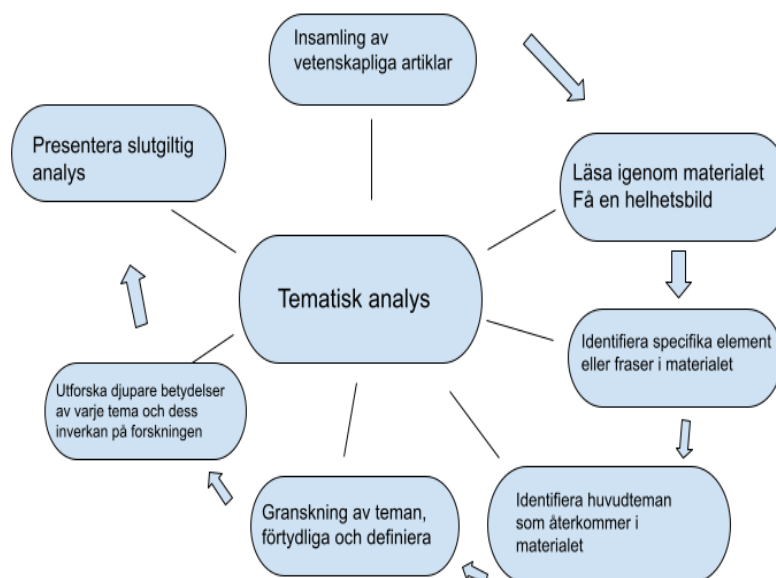 Insamling av
vetenskapliga artiklar
Läsa igenom materialet
Få en helhetsbild
Identifiera specifika element
eller fraser i materialet
Identifiera huvudteman
som återkommer i
materialet
Granskning av teman,
förtydliga och definiera
Utforska djupare betydelser
av varje tema och dess
inverkan på forskningen
Presentera slutgiltig
analys
Tematisk analys